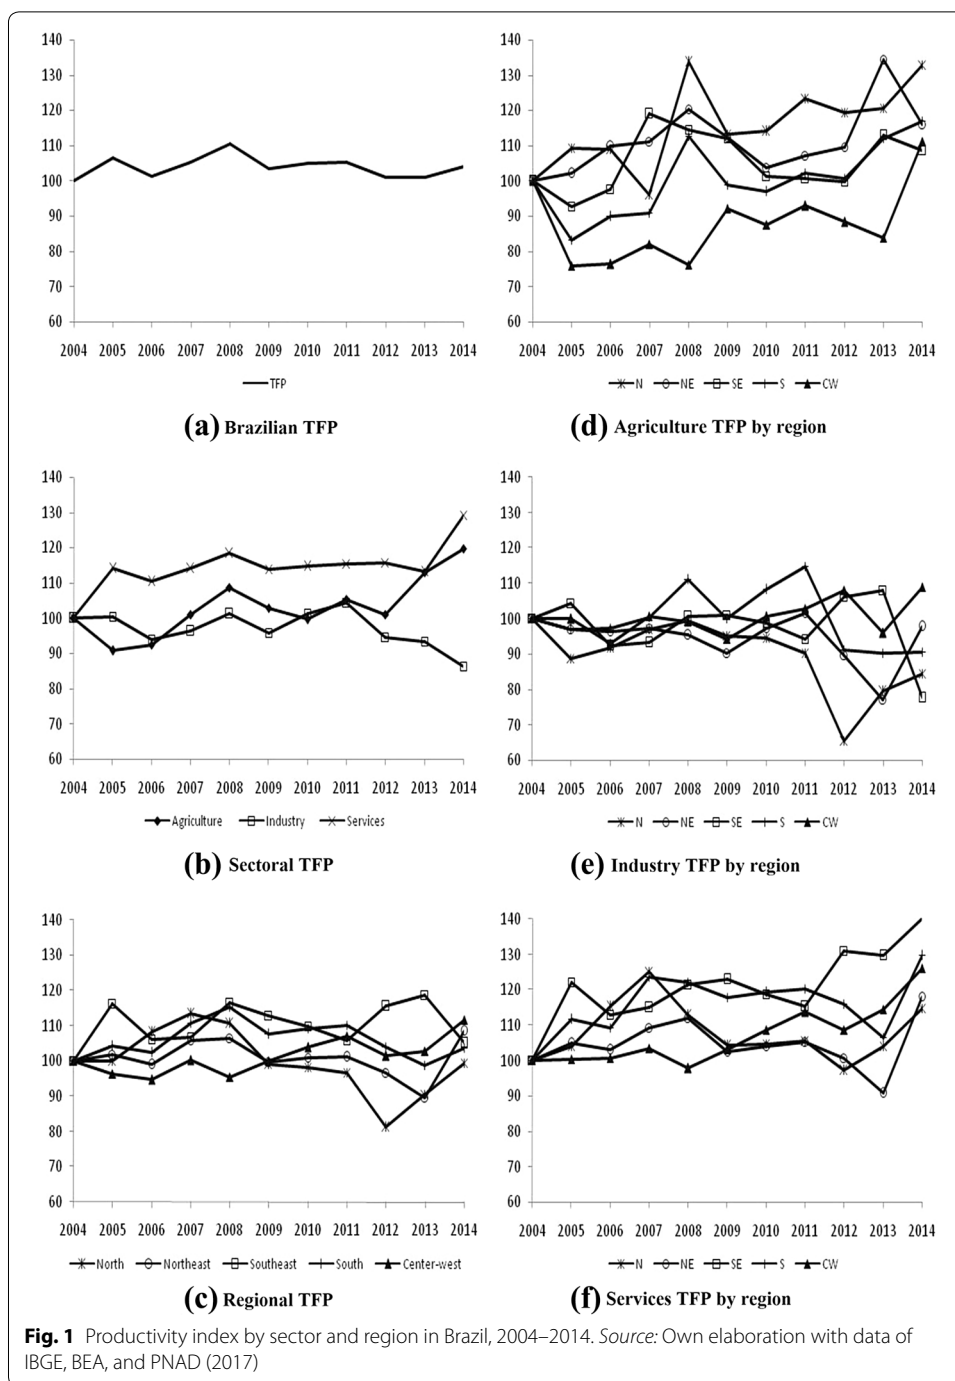 140
130
120
110
100
90
80
70
60
2004 2005 2006 2007 2008 2009 2010 2011 2012 2013 2014
TFP
(a) Brazilian TFP
140
130
120
110
100
90
80
70
60
2004 2005 2006 2007 2008 2009 2010 2011 2012 2013 2014
N NE SE S CW
(d) Agriculture TFP by region
140
130
120
110
100
90
80
70
60
2004 2005 2006 2007 2008 2009 2010 2011 2012 2013 2014
Agriculture Industry Services
(b) Sectoral TFP
140
130
120
110
100
90
80
70
60
2004 2005 2006 2007 2008 2009 2010 2011 2012 2013 2014
N NE SE S CW
(e) Industry TFP by region
140
130
120
110
100
90
80
70
60
2004 2005 2006 2007 2008 2009 2010 2011 2012 2013 2014
North Northeast Southeast South Center-west
(c) Regional TFP
140
130
120
110
100
90
80
70
60
2004 2005 2006 2007 2008 2009 2010 2011 2012 2013 2014
N NE SE S CW
(f) Services TFP by region
Fig. 1 Productivity index by sector and region in Brazil, 2004–2014. Source: Own elaboration with data of
IBGE, BEA, and PNAD (2017)